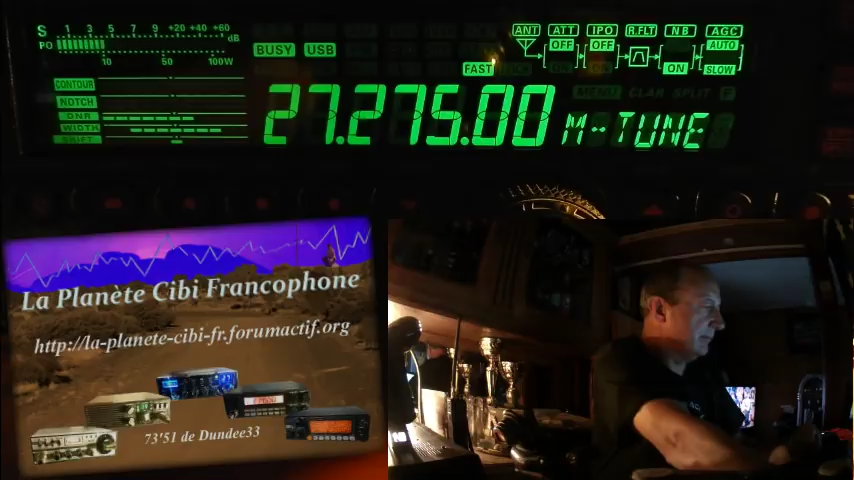 S 1 3 5 7 9 +20 +40 +60 dB
PO 10 50 100W
BUSY USB
FAST
ANT ATT IPO R.FLT NB AGC
OFF OFF AUTO
ON SLOW
CONTOUR
NOTCH
DNR
WIDTH
SHIFT
27.275.00 M-TUNE
MENU CLAR SPLIT F
La Planète Cibi Francophone
http://la-planete-cibi-fr.forumactif.org
73'51 de Dundee33